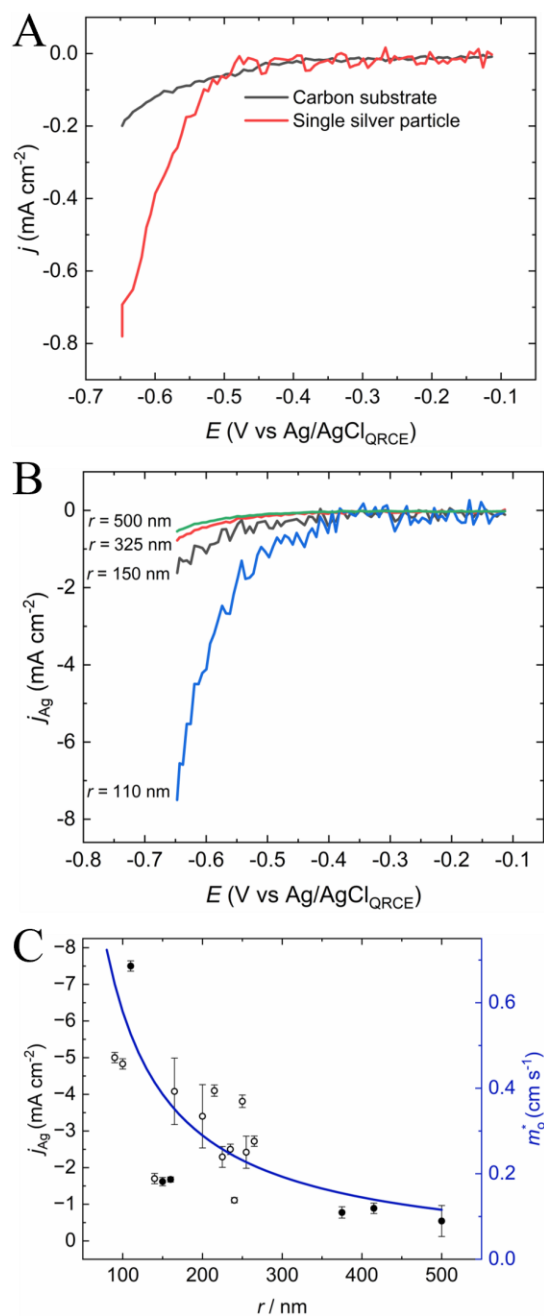 A
0.0
-0.2
-0.4
-0.6
-0.8
j (mA cm⁻²)
Carbon substrate
Single silver particle
-0.7 -0.6 -0.5 -0.4 -0.3 -0.2 -0.1
E (V vs Ag/AgCl_QRCE)
B
0
-2
-4
-6
-8
j_Ag (mA cm⁻²)
r = 500 nm
r = 325 nm
r = 150 nm
r = 110 nm
-0.8 -0.7 -0.6 -0.5 -0.4 -0.3 -0.2 -0.1
E (V vs Ag/AgCl_QRCE)
C
-8
-7
-6
-5
-4
-3
-2
-1
0
j_Ag (mA cm⁻²)
0.6
0.4
0.2
0.0
m*_o (cm s⁻¹)
100 200 300 400 500
r / nm